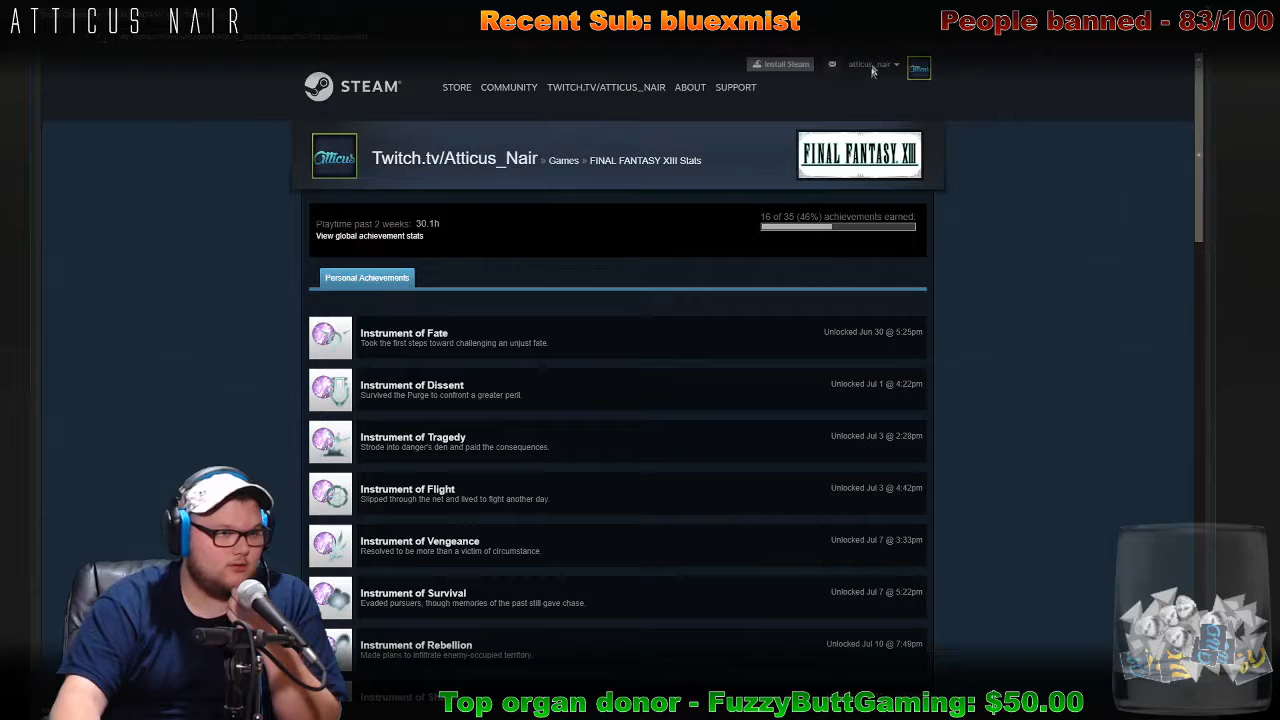 ATTICUS NAIR
Recent Sub: bluexmist
People banned - 83/100
Install Steam
atticus_nair
STEAM
STORE COMMUNITY TWITCH.TV/ATTICUS_NAIR ABOUT SUPPORT
Atticus
Twitch.tv/Atticus_Nair » Games » FINAL FANTASY XIII Stats
FINAL FANTASY XIII
Playtime past 2 weeks: 30.1h
View global achievement stats
16 of 35 (46%) achievements earned:
Personal Achievements
Instrument of Fate
Took the first steps toward challenging an unjust fate.
Unlocked Jun 30 @ 5:25pm
Instrument of Dissent
Survived the Purge to confront a greater peril.
Unlocked Jul 1 @ 4:22pm
Instrument of Tragedy
Strode into danger's den and paid the consequences.
Unlocked Jul 3 @ 2:28pm
Instrument of Flight
Slipped through the net and lived to fight another day.
Unlocked Jul 3 @ 4:42pm
Instrument of Vengeance
Resolved to be more than a victim of circumstance.
Unlocked Jul 7 @ 3:33pm
Instrument of Survival
Evaded pursuers, though memories of the past still gave chase.
Unlocked Jul 7 @ 5:22pm
Instrument of Rebellion
Made plans to infiltrate enemy-occupied territory.
Unlocked Jul 10 @ 7:49pm
Instrument of
Top organ donor - FuzzyButtGaming: $50.00